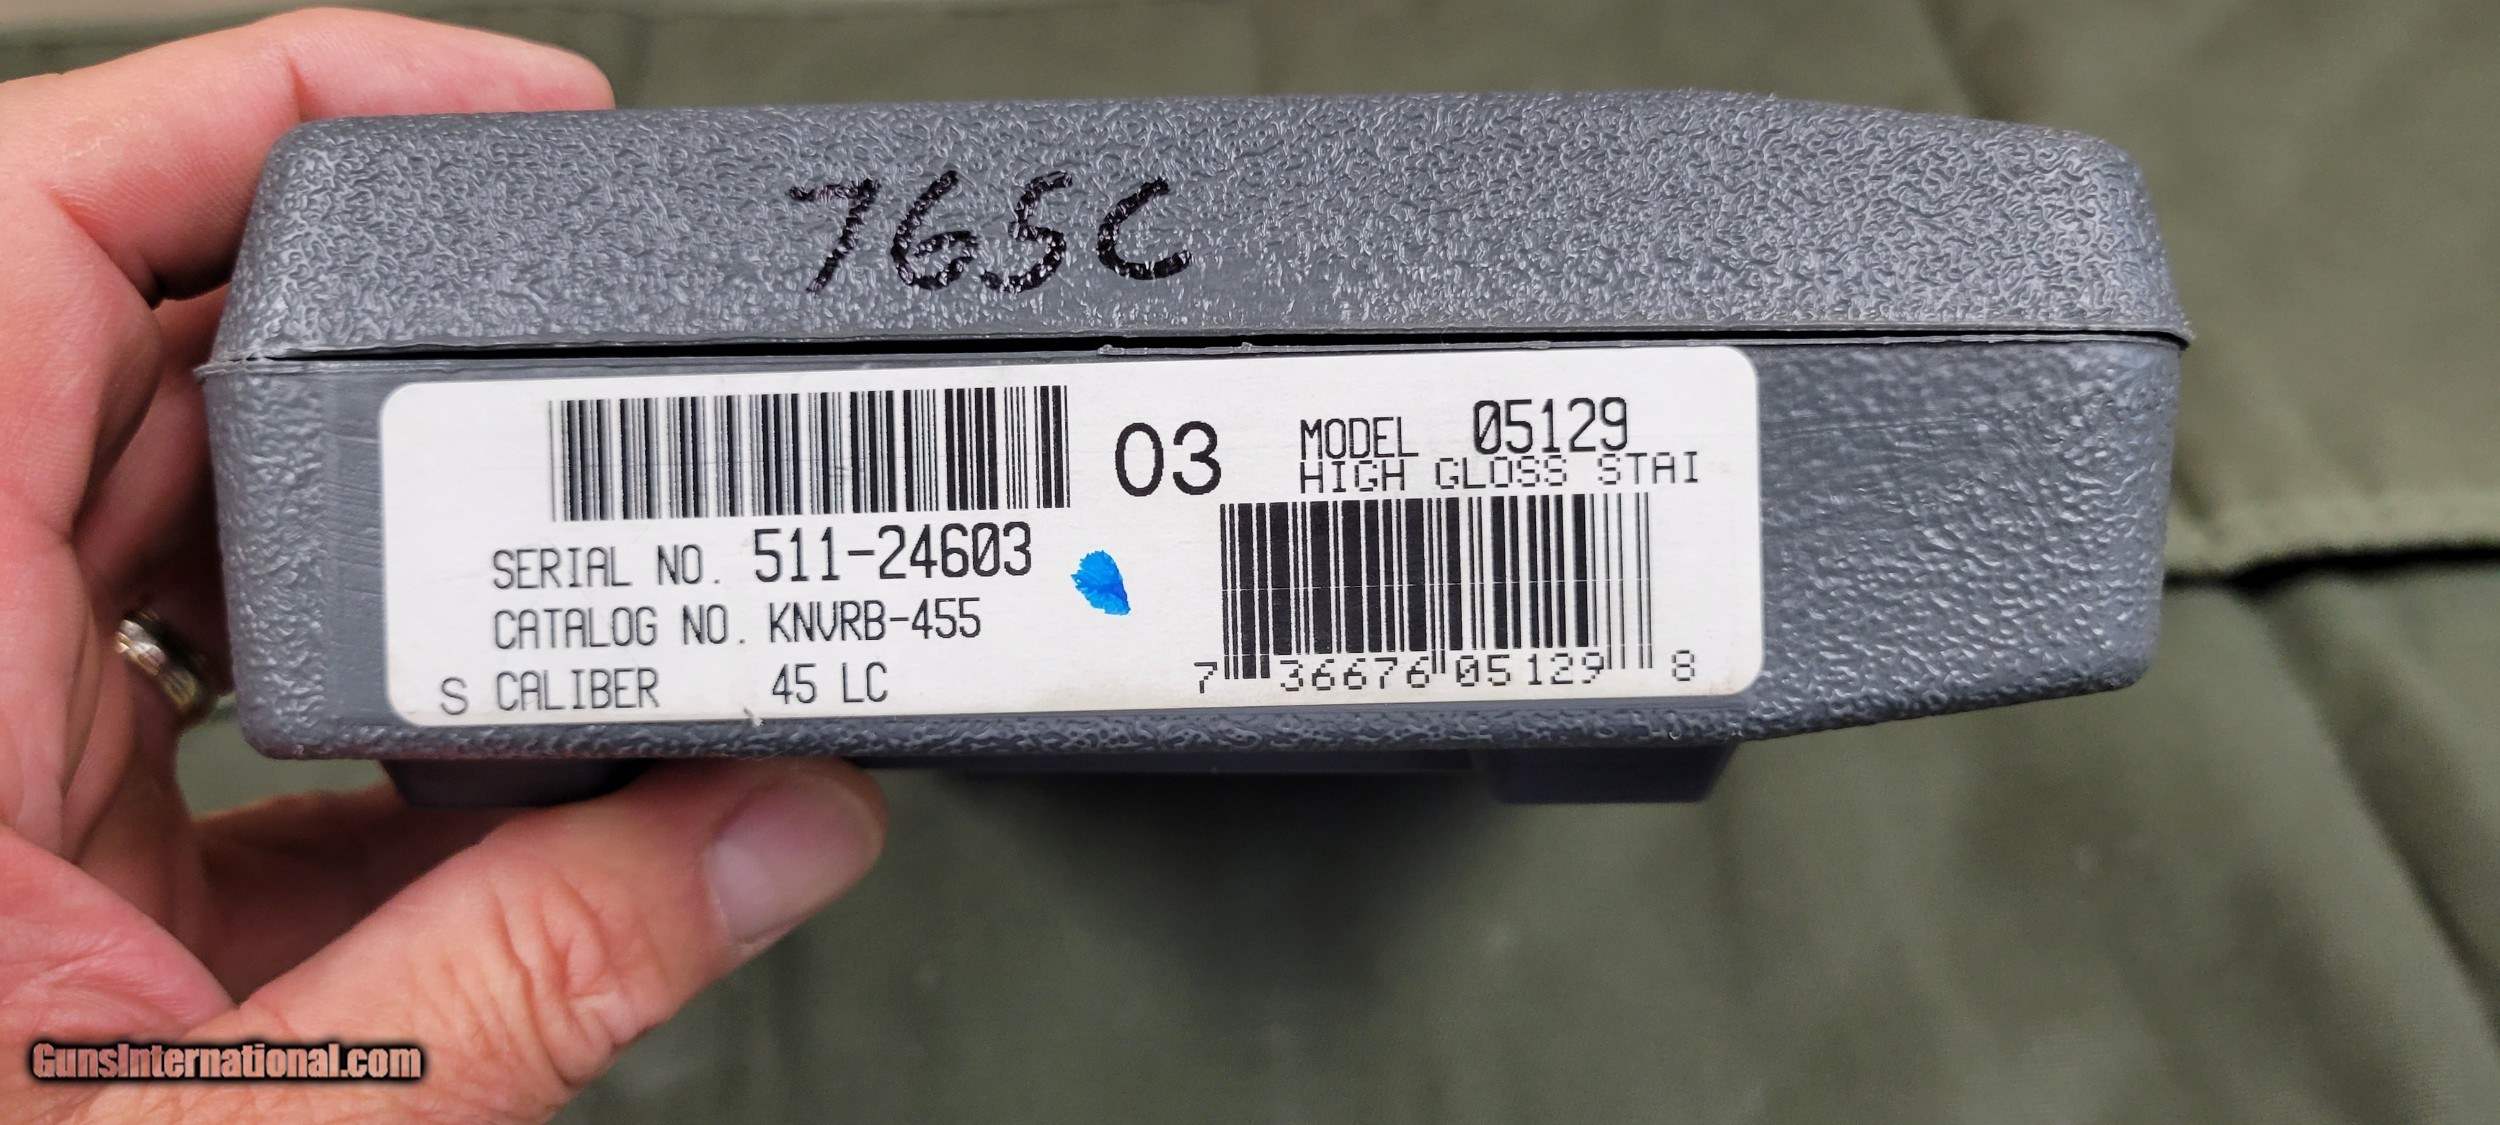 765C
03
MODEL 05129
HIGH GLOSS STAI
SERIAL NO. 511-24603
CATALOG NO. KNVRB-455
S CALIBER 45 LC
7 36676 05129 8
GunsInternational.com